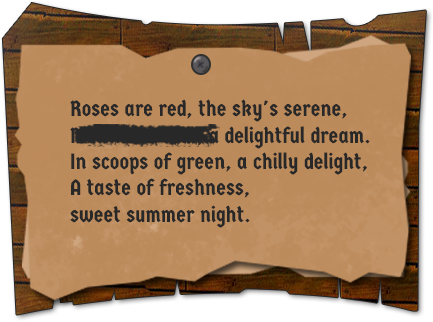 Roses are red, the sky's serene,
delightful dream.
In scoops of green, a chilly delight,
A taste of freshness,
sweet summer night.